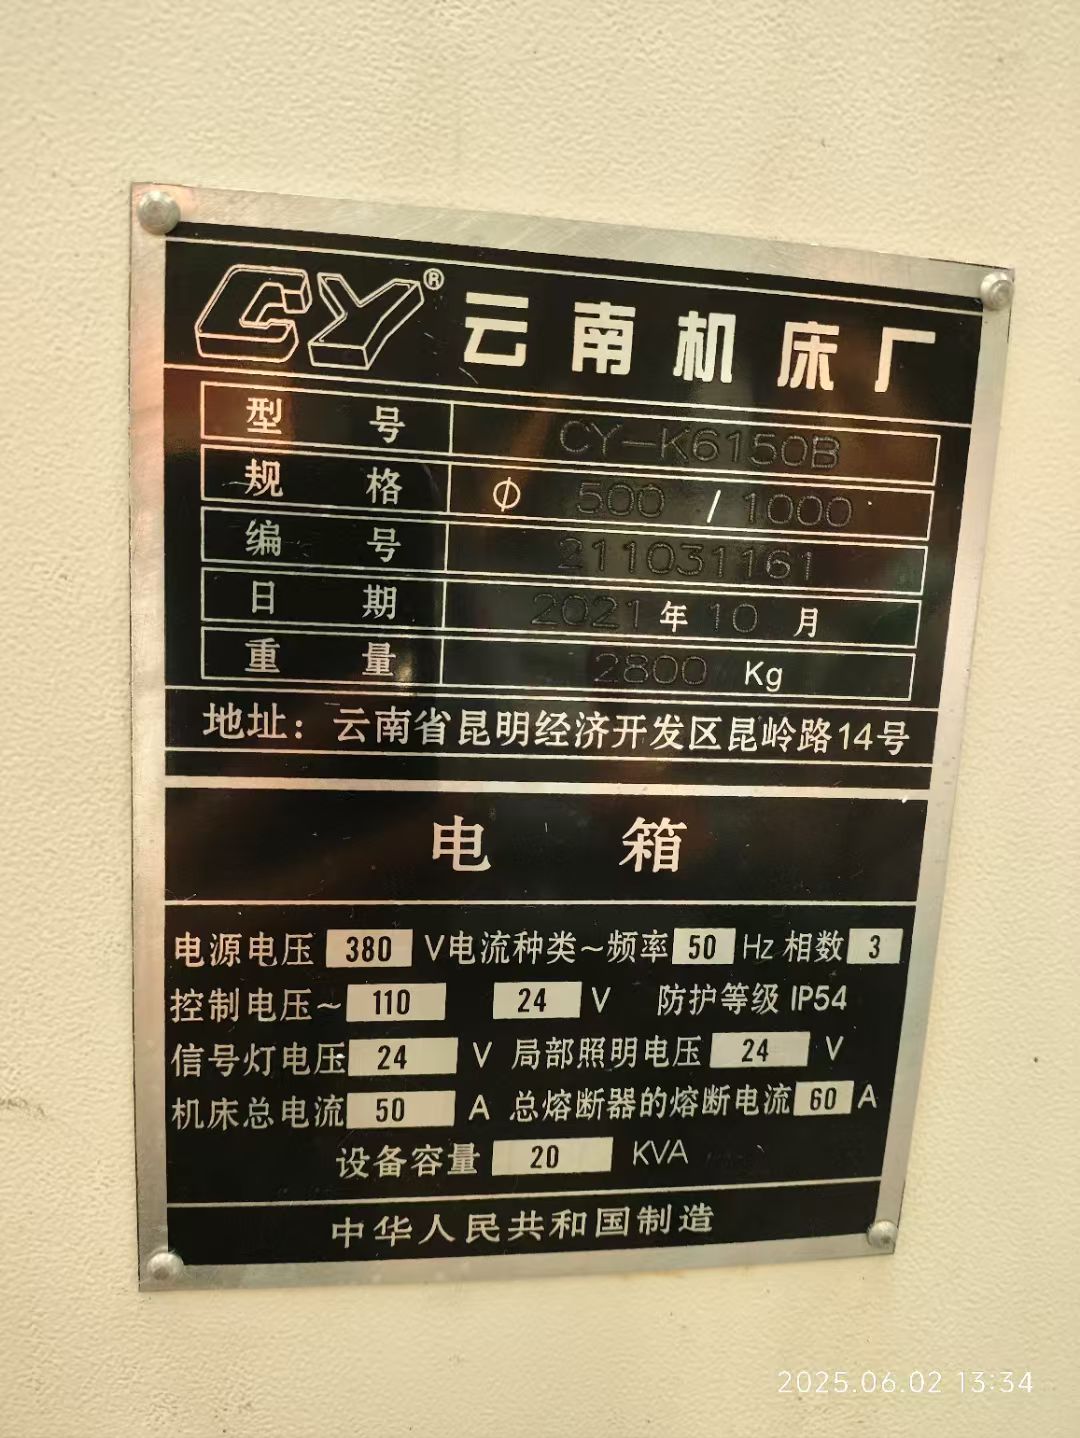 CY® 云南机床厂
型号 CY-K6150B
规格 Φ 500 / 1000
编号 211031161
日期 2021年10月
重量 2800 Kg
地址：云南省昆明经济开发区昆岭路14号
电箱
电源电压 380 V 电流种类~频率 50 Hz 相数 3
控制电压~ 110 24 V 防护等级 IP54
信号灯电压 24 V 局部照明电压 24 V
机床总电流 50 A 总熔断器的熔断电流 60 A
设备容量 20 KVA
中华人民共和国制造
2025.06.02 13:34